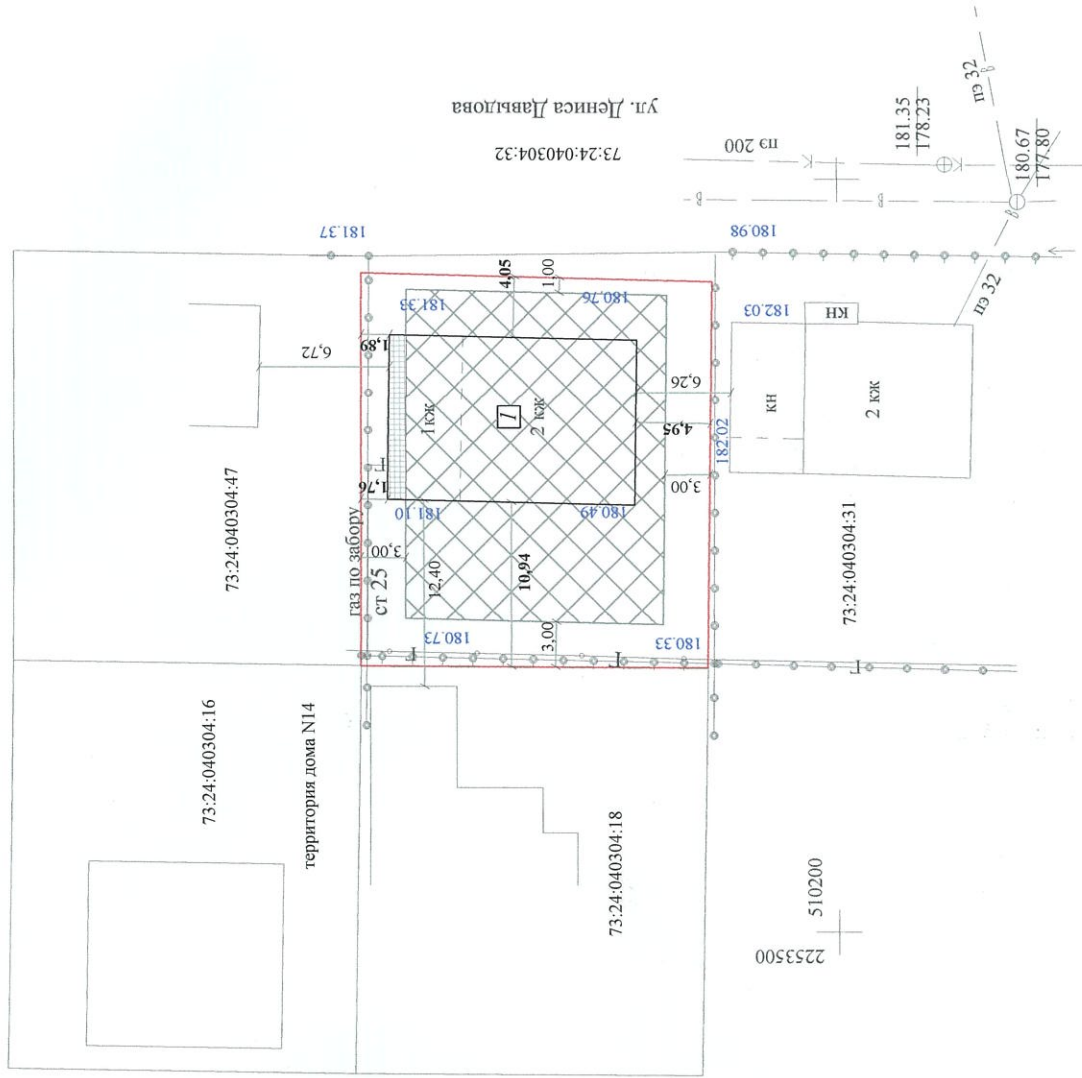 ул. Дениса Давыдова
73:24:040304:32
пэ 200
181.35
178.23
пэ 32
В
180.67
177.80
В
В
В
пэ 32
180.98
181.37
6,72
73:24:040304:47
газ по забору
ст 25
Г
1,76
1,89
181.33
4,05
1,00
180.76
1кж
1
2 кж
181.10
180.49
3,00
12,40
10,94
180.73
3,00
180.33
Г
Г
6,26
4,95
3,00
182.02
182.03
кн
кн
2 кж
73:24:040304:31
Г
73:24:040304:16
территория дома N14
73:24:040304:18
510200
2253500